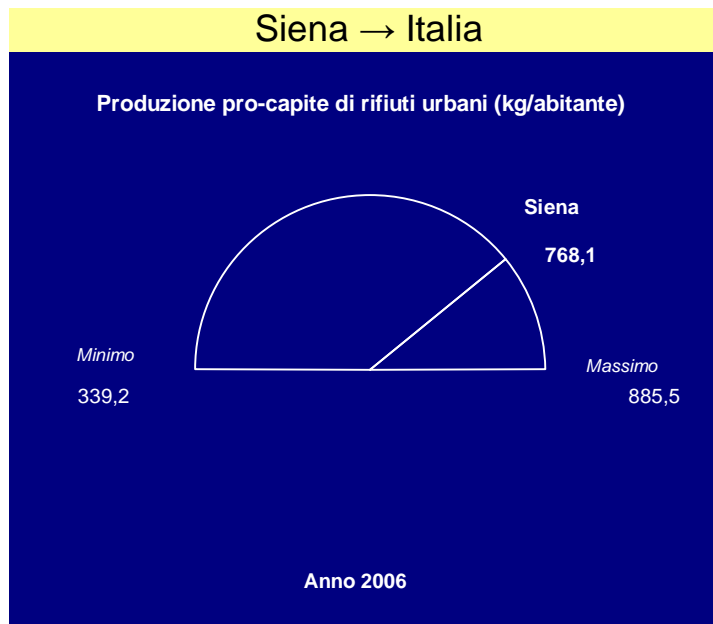 Siena → Italia
Produzione pro-capite di rifiuti urbani (kg/abitante)
Siena
768,1
Minimo
339,2
Massimo
885,5
Anno 2006